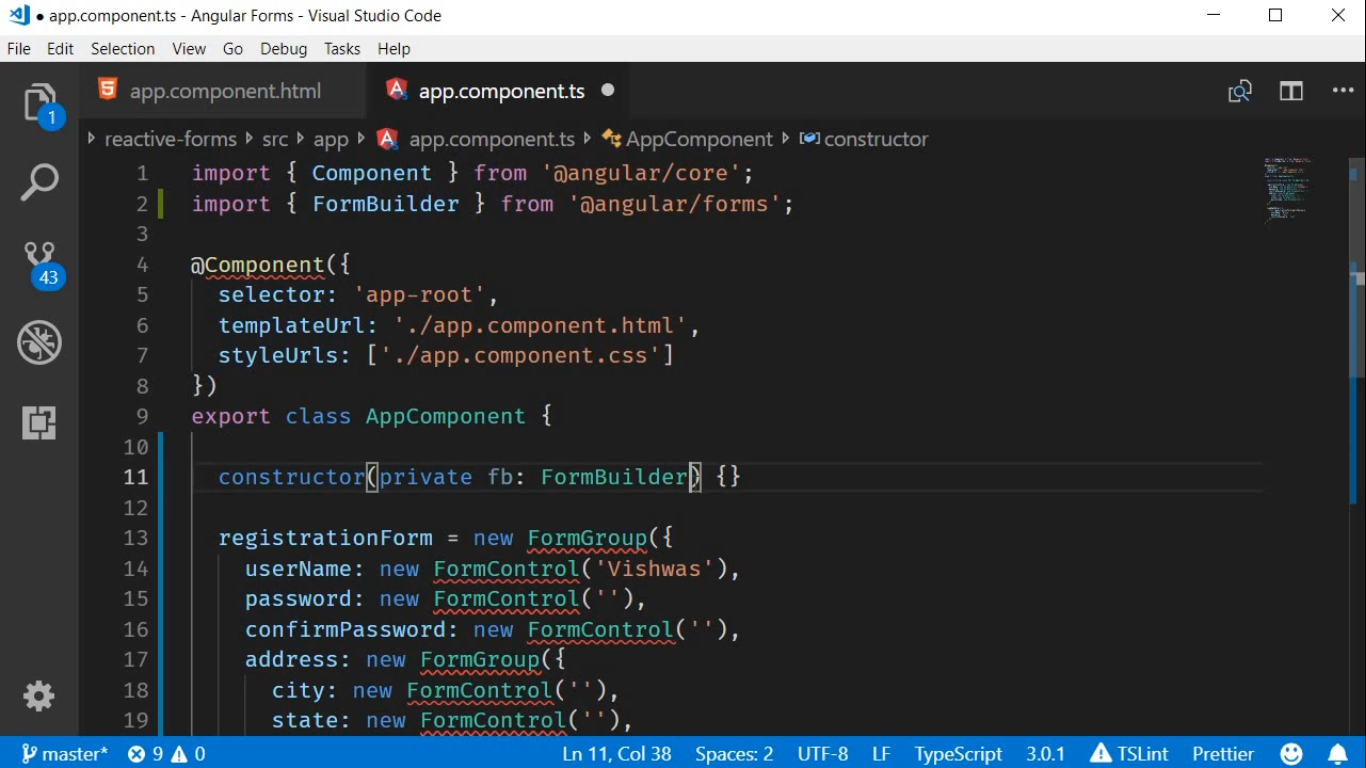 ● app.component.ts - Angular Forms - Visual Studio Code
File Edit Selection View Go Debug Tasks Help
app.component.html app.component.ts
reactive-forms src app app.component.ts AppComponent constructor
1
43
1 import { Component } from '@angular/core';
2 import { FormBuilder } from '@angular/forms';
3
4 @Component({
5 selector: 'app-root',
6 templateUrl: './app.component.html',
7 styleUrls: ['./app.component.css']
8 })
9 export class AppComponent {
10
11 constructor(private fb: FormBuilder) {}
12
13 registrationForm = new FormGroup({
14 userName: new FormControl('Vishwas'),
15 password: new FormControl(''),
16 confirmPassword: new FormControl(''),
17 address: new FormGroup({
18 city: new FormControl(''),
19 state: new FormControl(''),
master* 9 0 Ln 11, Col 38 Spaces: 2 UTF-8 LF TypeScript 3.0.1 TSLint Prettier